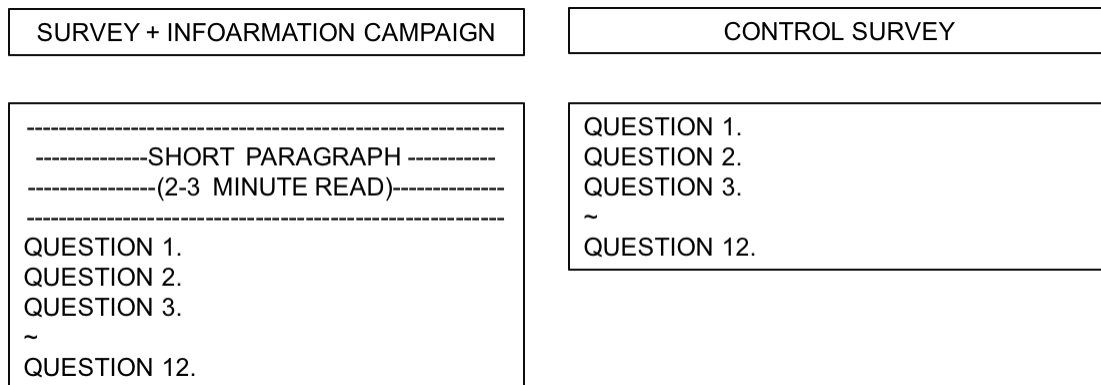 SURVEY + INFOARMATION CAMPAIGN
------------------------------------------------------------
--------------SHORT PARAGRAPH -----------
----------------(2-3 MINUTE READ)--------------
------------------------------------------------------------
QUESTION 1.
QUESTION 2.
QUESTION 3.
~
QUESTION 12.
CONTROL SURVEY
QUESTION 1.
QUESTION 2.
QUESTION 3.
~
QUESTION 12.